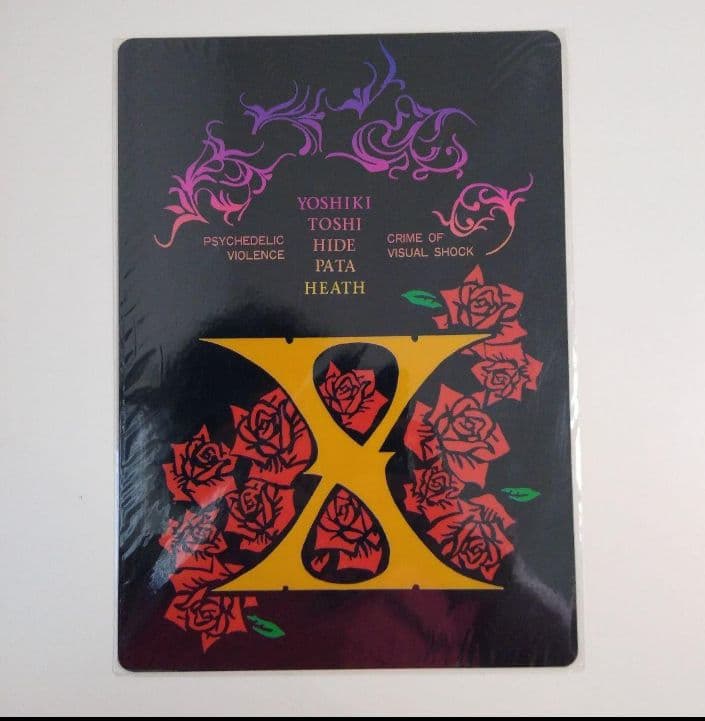 YOSHIKI
TOSHI
HIDE
PATA
HEATH
PSYCHEDELIC
VIOLENCE
CRIME OF
VISUAL SHOCK
X